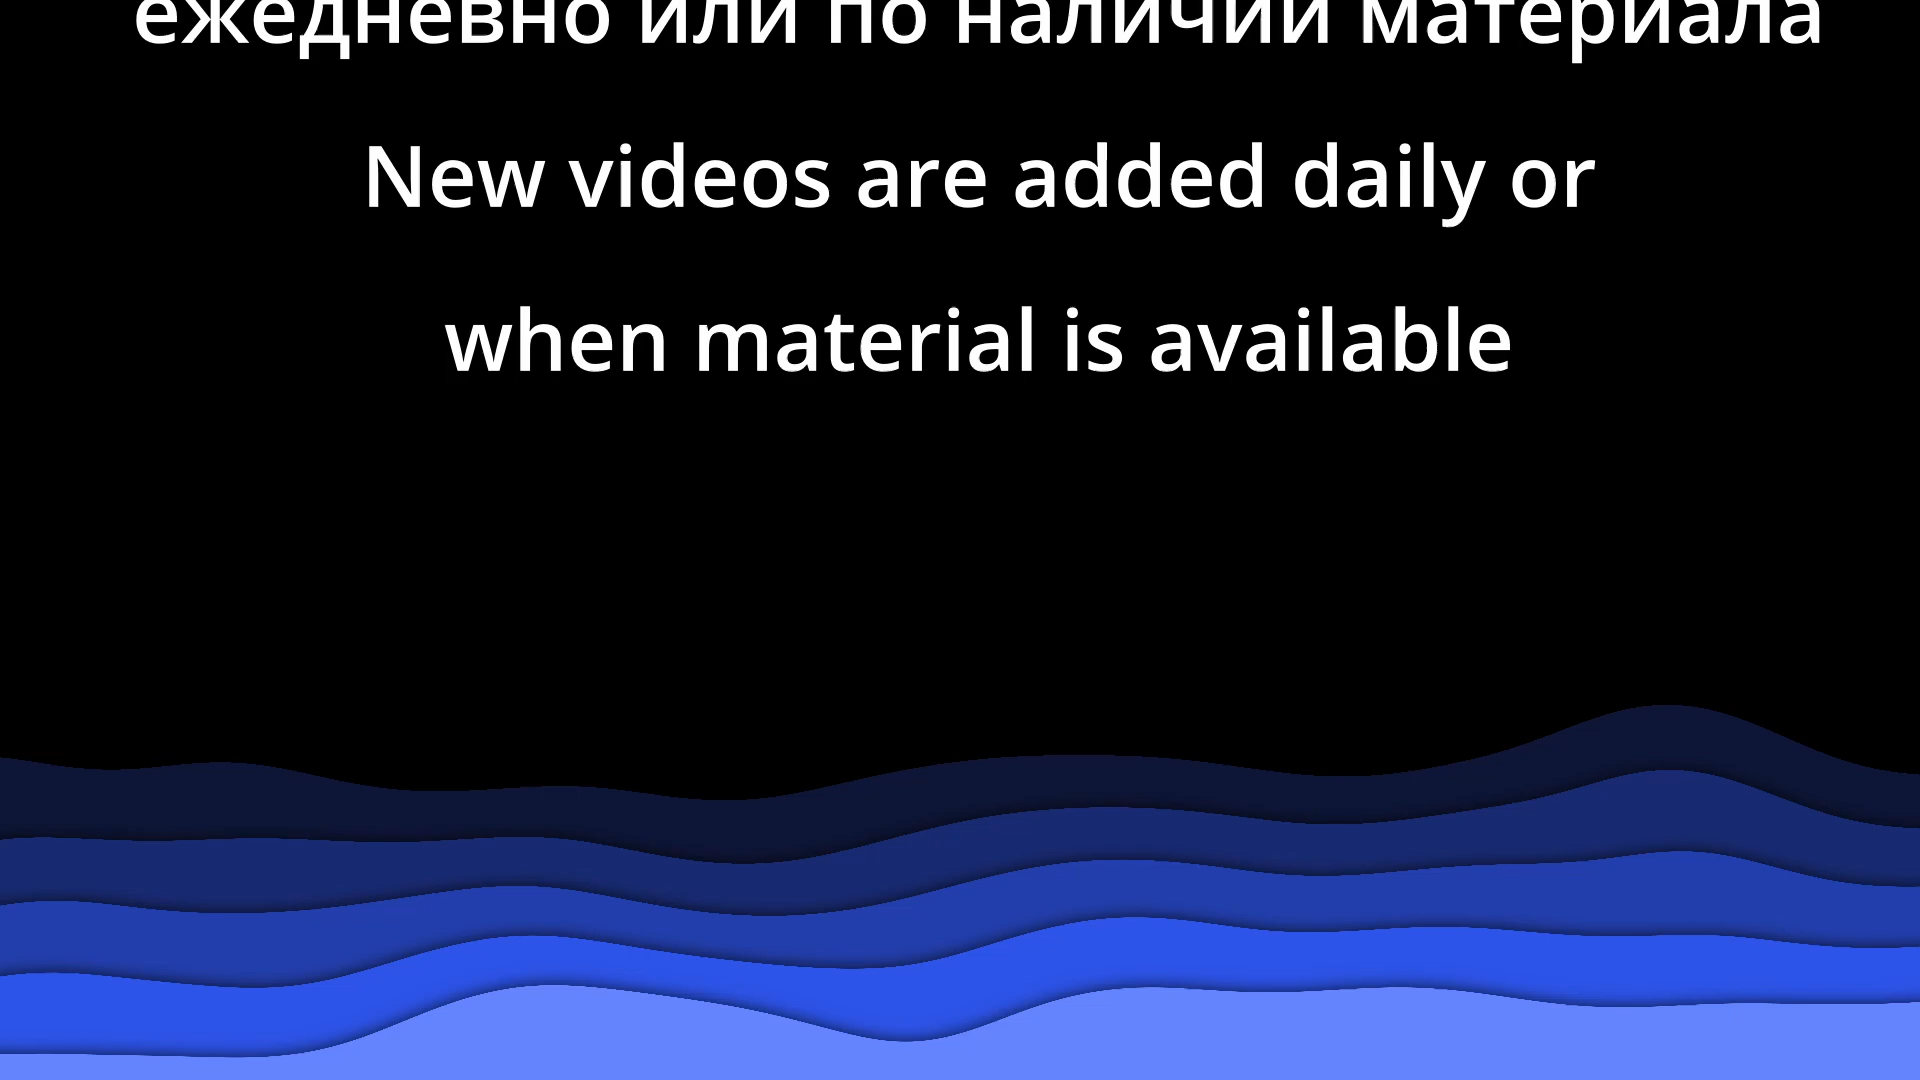 ежедневно или по наличии материала
New videos are added daily or
when material is available